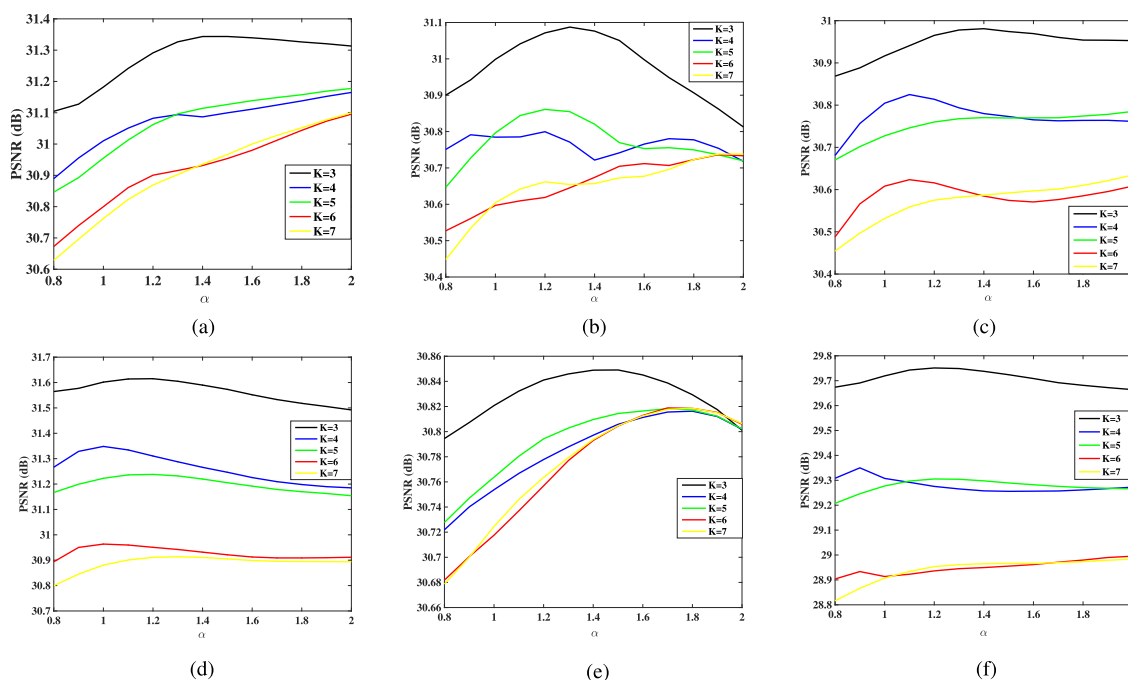 31.4
31.3
31.2
31.1
31
30.9
30.8
30.7
30.6
PSNR (dB)
0.8 1 1.2 1.4 1.6 1.8 2
α
K=3
K=4
K=5
K=6
K=7
(a)
31.1
31
30.9
30.8
30.7
30.6
30.5
30.4
PSNR (dB)
0.8 1 1.2 1.4 1.6 1.8 2
α
K=3
K=4
K=5
K=6
K=7
(b)
31
30.9
30.8
30.7
30.6
30.5
30.4
PSNR (dB)
0.8 1 1.2 1.4 1.6 1.8
α
K=3
K=4
K=5
K=6
K=7
(c)
31.7
31.6
31.5
31.4
31.3
31.2
31.1
31
30.9
30.8
30.7
PSNR (dB)
0.8 1 1.2 1.4 1.6 1.8 2
α
K=3
K=4
K=5
K=6
K=7
(d)
30.86
30.84
30.82
30.8
30.78
30.76
30.74
30.72
30.7
30.68
30.66
PSNR (dB)
0.8 1 1.2 1.4 1.6 1.8 2
α
K=3
K=4
K=5
K=6
K=7
(e)
29.8
29.7
29.6
29.5
29.4
29.3
29.2
29.1
29
28.9
28.8
PSNR (dB)
0.8 1 1.2 1.4 1.6 1.8
α
K=3
K=4
K=5
K=6
K=7
(f)